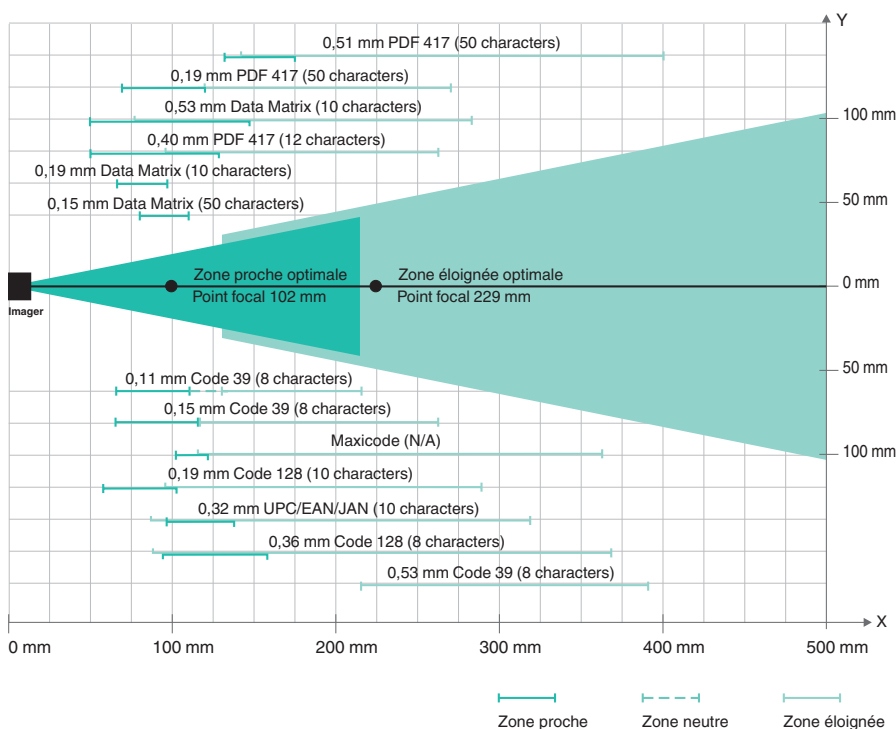 Y
0,51 mm PDF 417 (50 characters)
0,19 mm PDF 417 (50 characters)
0,53 mm Data Matrix (10 characters)
100 mm
0,40 mm PDF 417 (12 characters)
0,19 mm Data Matrix (10 characters)
0,15 mm Data Matrix (50 characters)
50 mm
Zone proche optimale
Point focal 102 mm
Zone éloignée optimale
Point focal 229 mm
0 mm
Imager
50 mm
0,11 mm Code 39 (8 characters)
0,15 mm Code 39 (8 characters)
Maxicode (N/A)
100 mm
0,19 mm Code 128 (10 characters)
0,32 mm UPC/EAN/JAN (10 characters)
0,36 mm Code 128 (8 characters)
0,53 mm Code 39 (8 characters)
X
0 mm
100 mm
200 mm
300 mm
400 mm
500 mm
Zone proche
Zone neutre
Zone éloignée